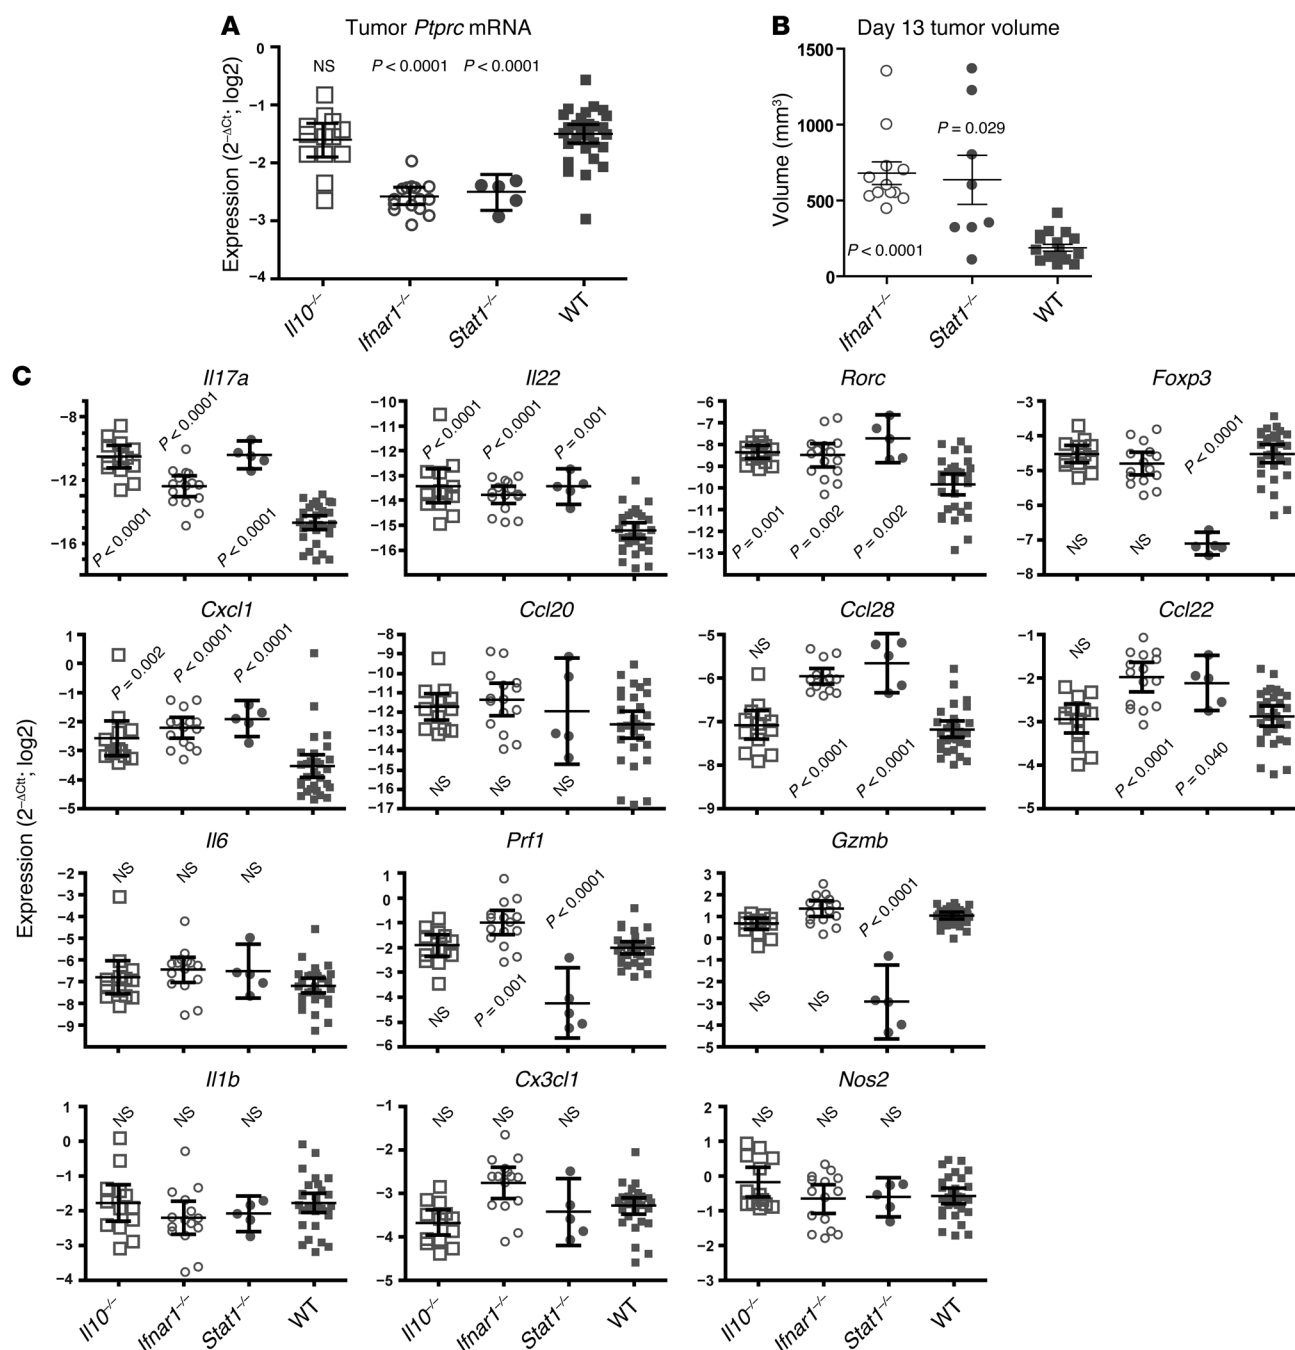 A
Tumor Ptprc mRNA
Expression (2^−ΔCt; log2)
0
−1
−2
−3
−4
NS
P < 0.0001
P < 0.0001
Il10−/−
Ifnar1−/−
Stat1−/−
WT
B
Day 13 tumor volume
Volume (mm3)
1500
1000
500
0
P = 0.029
P < 0.0001
Ifnar1−/−
Stat1−/−
WT
C
Expression (2−ΔCtt; log2)
Il17a
−8
−12
−16
P < 0.0001
P < 0.0001
P < 0.0001
Il22
−10
−11
−12
−13
−14
−15
−16
P < 0.0001
P < 0.0001
P = 0.001
Rorc
−6
−7
−8
−9
−10
−11
−12
−13
P = 0.001
P = 0.002
P = 0.002
Foxp3
−3
−4
−5
−6
−7
−8
NS
NS
P < 0.0001
Cxcl1
1
0
−1
−2
−3
−4
−5
P = 0.002
P < 0.0001
P < 0.0001
Ccl20
−8
−9
−10
−11
−12
−13
−14
−15
−16
−17
NS
NS
NS
Ccl28
−5
−6
−7
−8
−9
NS
P < 0.0001
P < 0.0001
Ccl22
−1
−2
−3
−4
−5
NS
P < 0.0001
P = 0.040
Il6
−2
−3
−4
−5
−6
−7
−8
−9
NS
NS
NS
Prf1
1
0
−1
−2
−3
−4
−5
−6
NS
P = 0.001
P < 0.0001
Gzmb
3
2
1
0
−1
−2
−3
−4
−5
NS
NS
P < 0.0001
Il1b
1
0
−1
−2
−3
−4
NS
NS
NS
Il10−/−
Ifnar1−/−
Stat1−/−
WT
Cx3cl1
−1
−2
−3
−4
−5
NS
NS
NS
Il10−/−
Ifnar1−/−
Stat1−/−
WT
Nos2
2
1
0
−1
−2
−3
NS
NS
NS
Il10−/−
Ifnar1−/−
Stat1−/−
WT